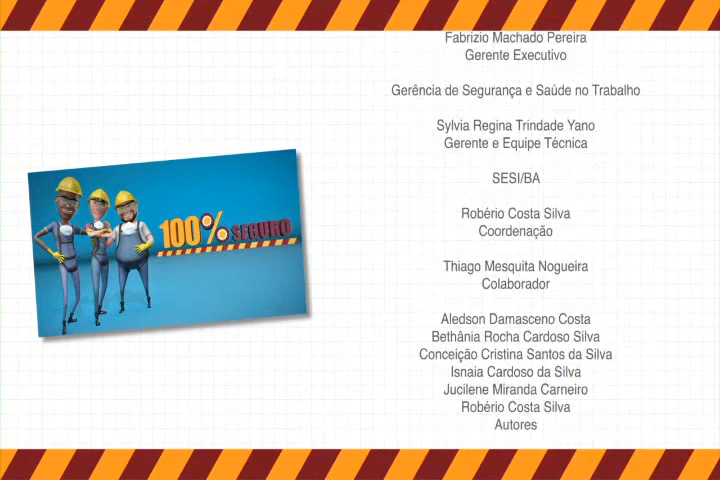 Fabrizio Machado Pereira
Gerente Executivo
Gerência de Segurança e Saúde no Trabalho
Sylvia Regina Trindade Yano
Gerente e Equipe Técnica
SESI/BA
Robério Costa Silva
Coordenação
Thiago Mesquita Nogueira
Colaborador
Aledson Damasceno Costa
Bethânia Rocha Cardoso Silva
Conceição Cristina Santos da Silva
Isnaia Cardoso da Silva
Jucilene Miranda Carneiro
Robério Costa Silva
Autores
100% SEGURO